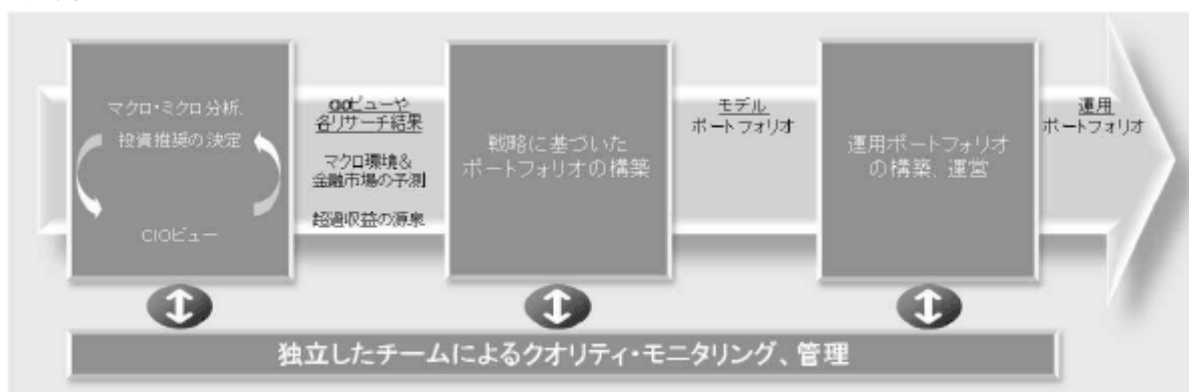 マクロ・ミクロ分析、
投資推奨の決定
CIOビュー
CIOビューや
各リサーチ結果
マクロ環境&
金融市場の予測
超過収益の源泉
戦略に基づいた
ポートフォリオの構築
モデル
ポートフォリオ
運用ポートフォリオ
の構築、運営
運用
ポートフォリオ
独立したチームによるクオリティ・モニタリング、管理